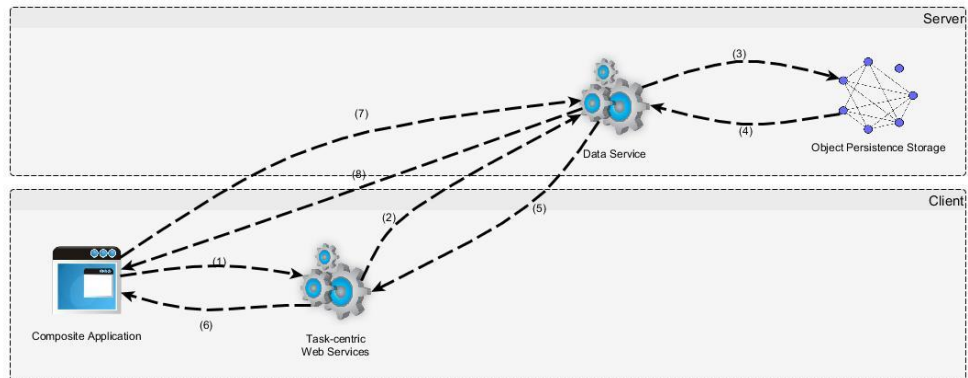 Server
(3)
(7)
(4)
Data Service
Object Persistence Storage
(8)
Client
(2)
(5)
(1)
(6)
Composite Application
Task-centric
Web Services